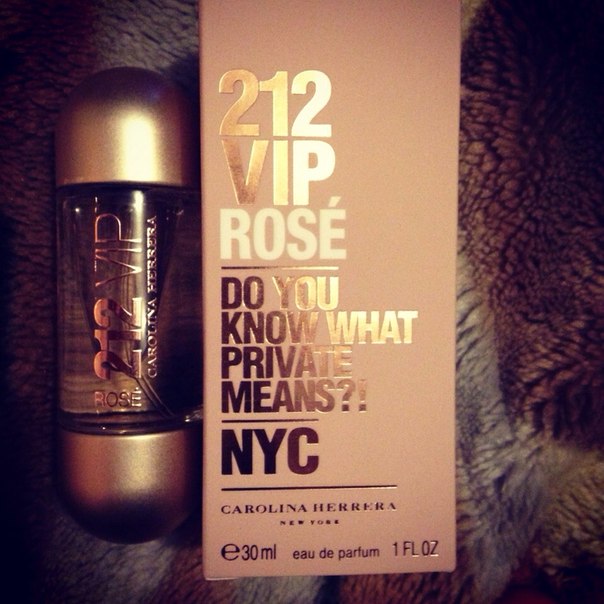 212 VIP
ROSÉ
CAROLINA HERRERA
212
VIP
ROSÉ
DO YOU
KNOW WHAT
PRIVATE
MEANS?!
NYC
CAROLINA HERRERA
NEW YORK
℮30 ml eau de parfum 1 FL OZ